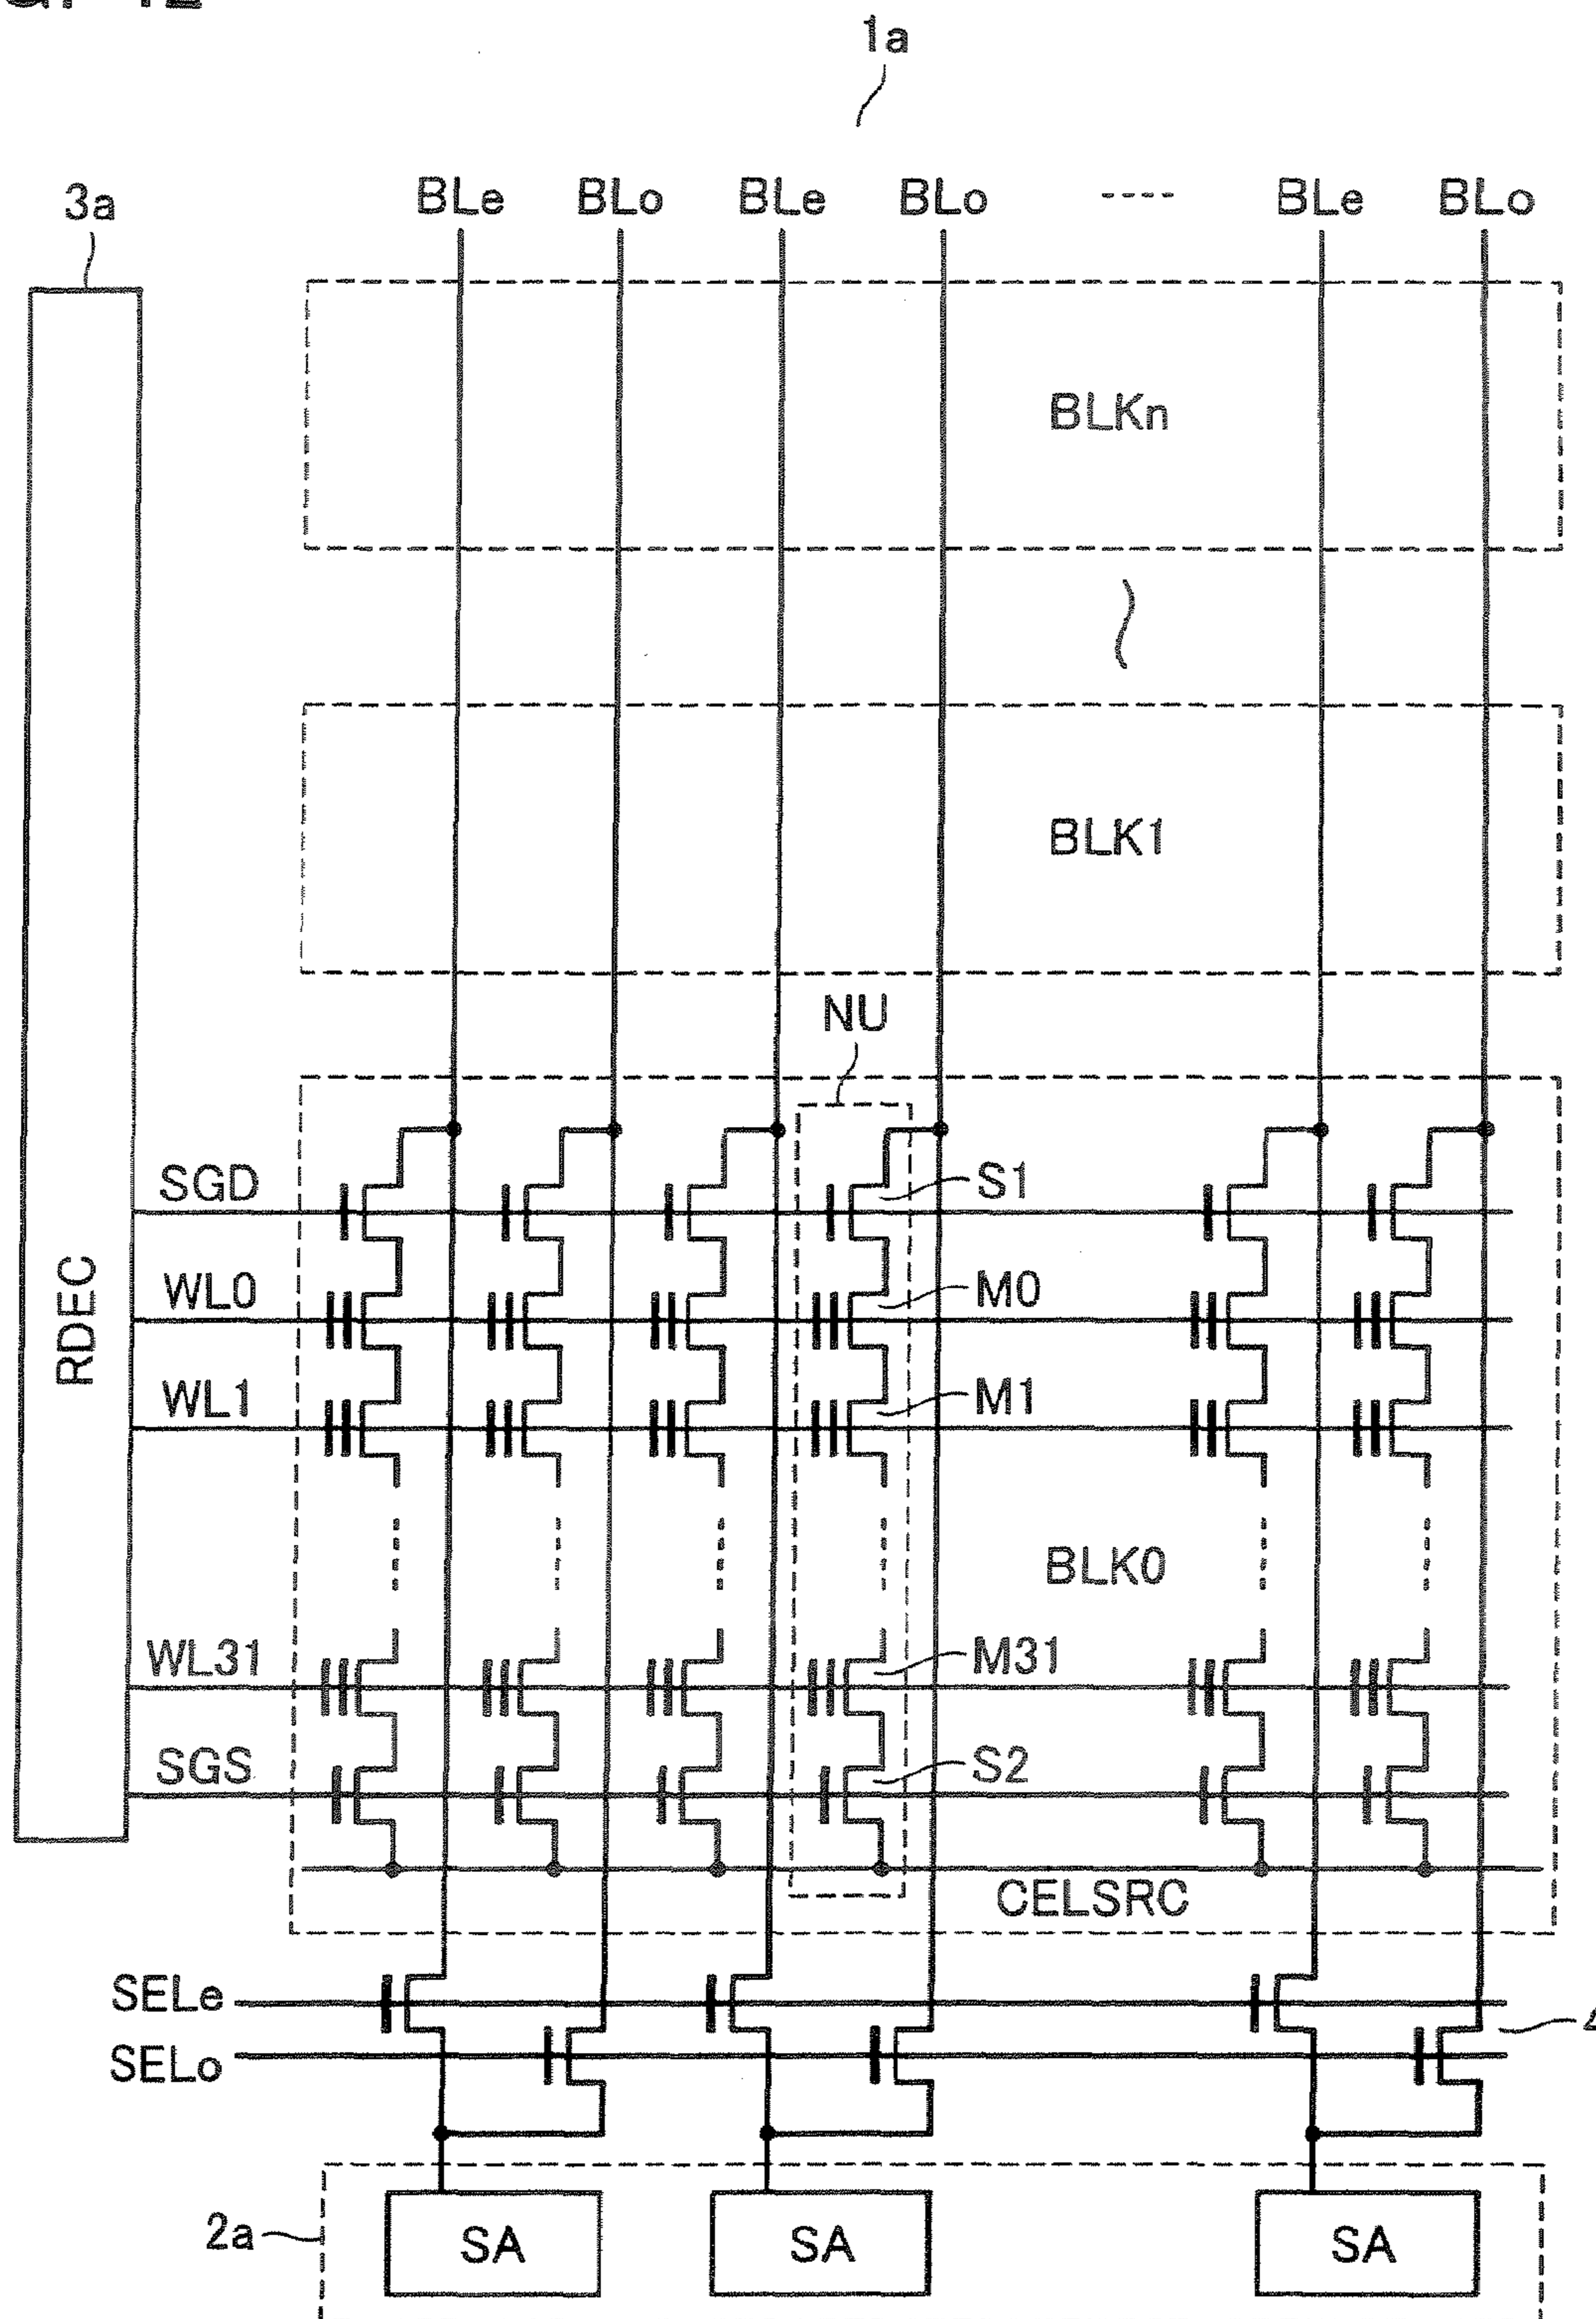 1a
3a
BLe BLo BLe BLo ---- BLe BLo
BLKn
BLK1
NU
SGD
S1
WL0
M0
RDEC
WL1
M1
BLK0
WL31
M31
SGS
S2
CELSRC
SELe
SELo
2a
SA SA SA